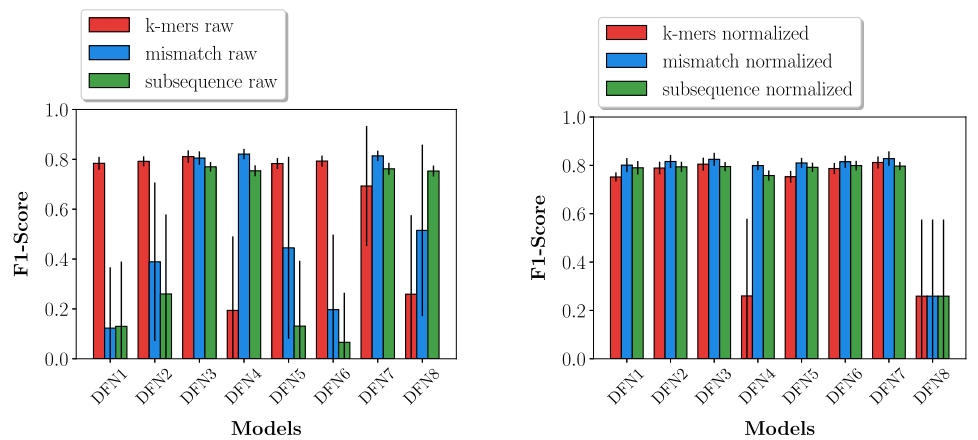 k-mers raw
mismatch raw
subsequence raw
1.0
0.8
0.6
0.4
0.2
0.0
F1-Score
DFN1 DFN2 DFN3 DFN4 DFN5 DFN6 DFN7 DFN8
Models
k-mers normalized
mismatch normalized
subsequence normalized
1.0
0.8
0.6
0.4
0.2
0.0
F1-Score
DFN1 DFN2 DFN3 DFN4 DFN5 DFN6 DFN7 DFN8
Models